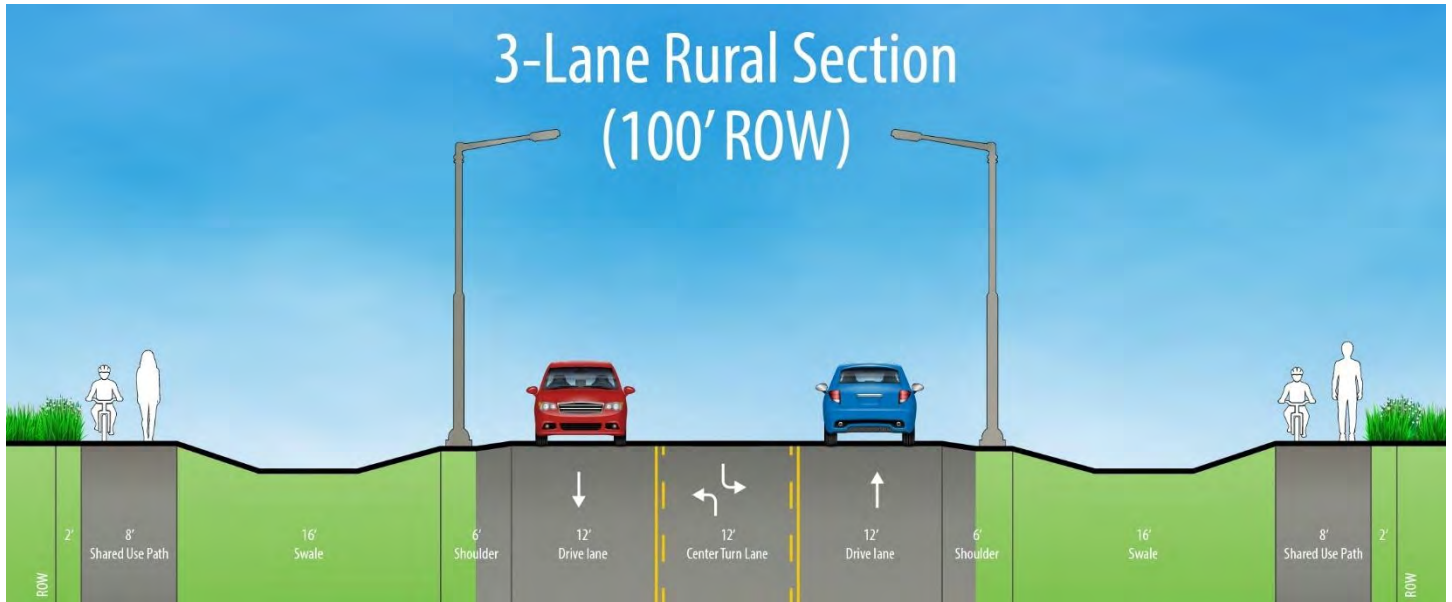 3-Lane Rural Section
(100' ROW)
ROW
2'
8'
Shared Use Path
16'
Swale
6'
Shoulder
12'
Drive lane
12'
Center Turn Lane
12'
Drive lane
6'
Shoulder
16'
Swale
8'
Shared Use Path
2'
ROW